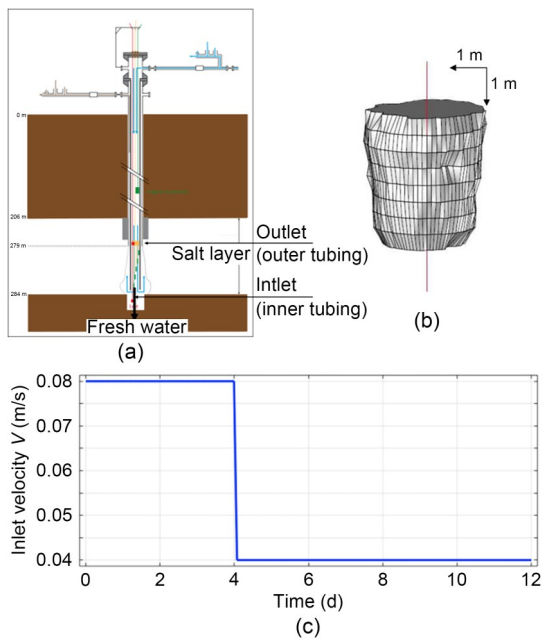 0 m
206 m
279 m
284 m
Outlet
Salt layer (outer tubing)
Intlet
(inner tubing)
Fresh water
(a)
1 m
1 m
(b)
Inlet velocity V (m/s)
0.08
0.07
0.06
0.05
0.04
0 2 4 6 8 10 12
Time (d)
(c)